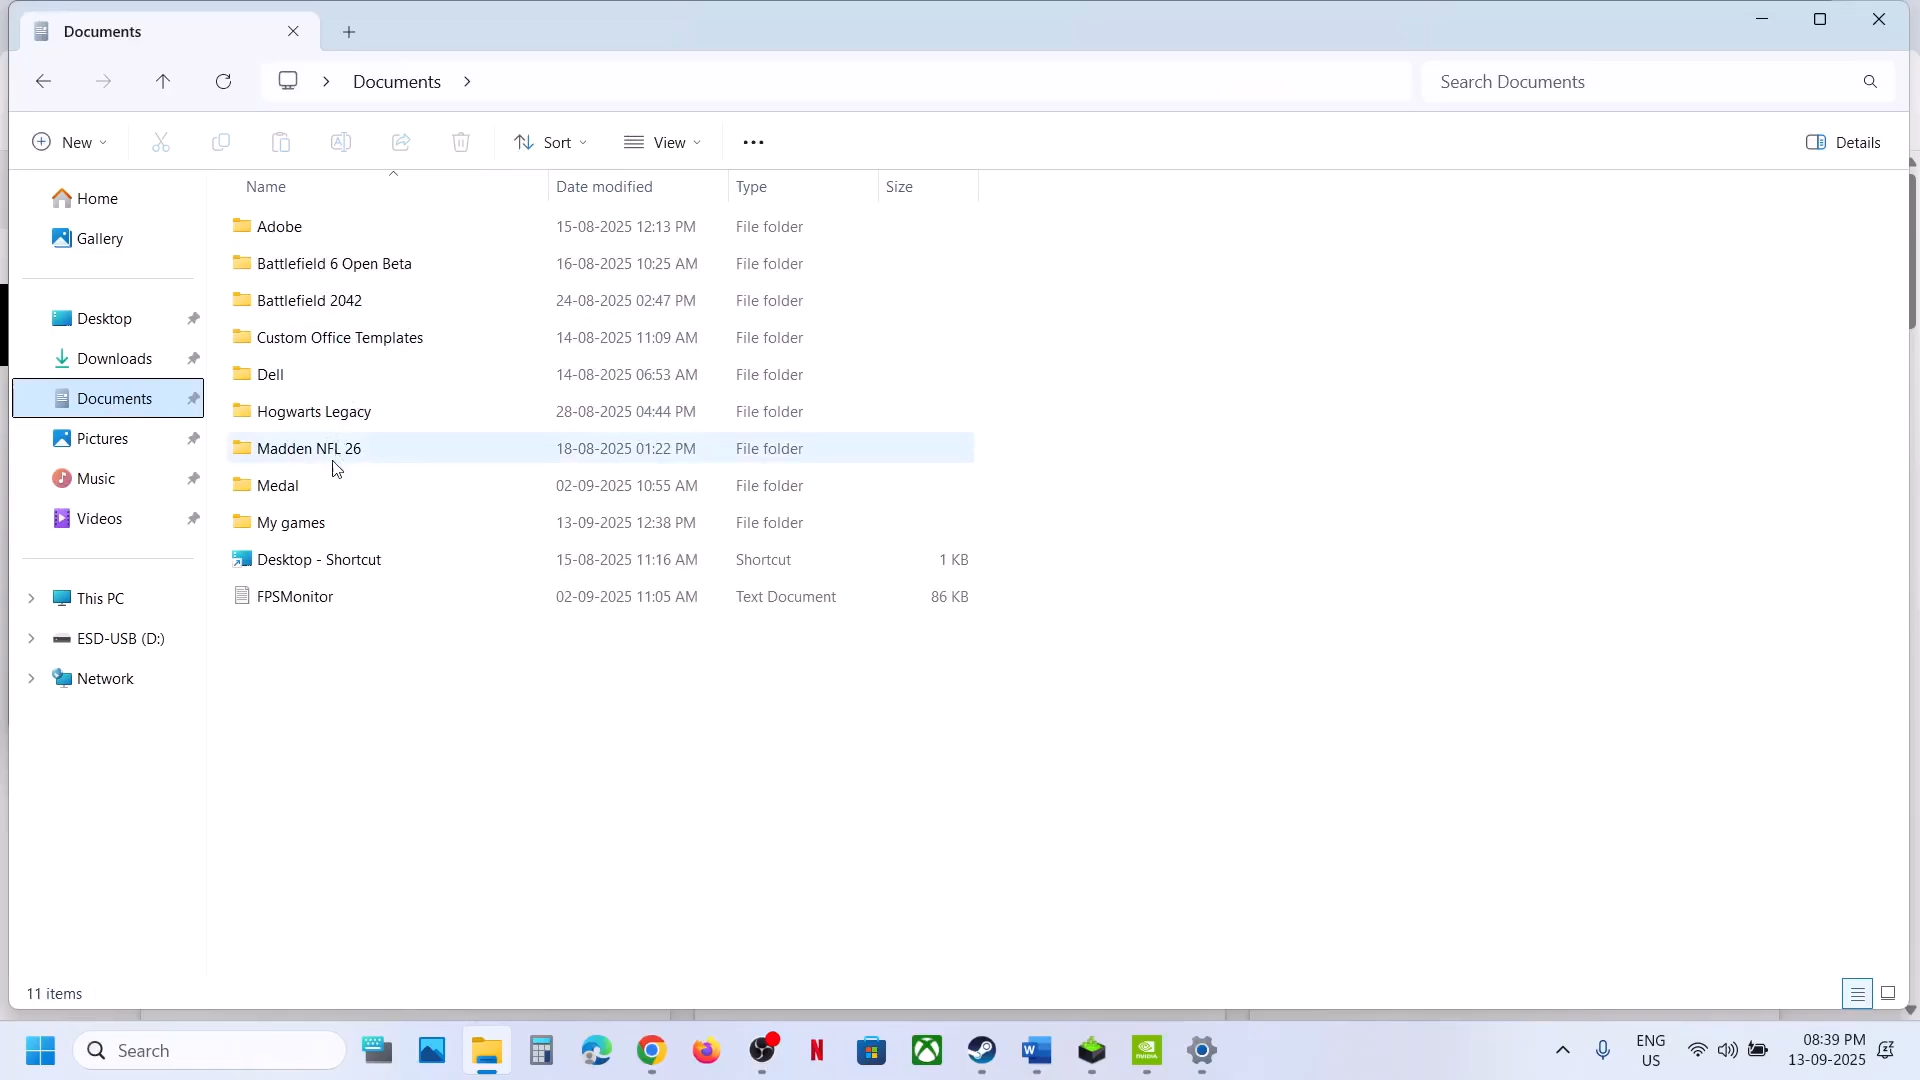 Documents
Documents
Search Documents
New
Sort
View
Details
Name
Date modified
Type
Size
Home
Gallery
Desktop
Downloads
Documents
Pictures
Music
Videos
This PC
ESD-USB (D:)
Network
Adobe 15-08-2025 12:13 PM File folder
Battlefield 6 Open Beta 16-08-2025 10:25 AM File folder
Battlefield 2042 24-08-2025 02:47 PM File folder
Custom Office Templates 14-08-2025 11:09 AM File folder
Dell 14-08-2025 06:53 AM File folder
Hogwarts Legacy 28-08-2025 04:44 PM File folder
Madden NFL 26 18-08-2025 01:22 PM File folder
Medal 02-09-2025 10:55 AM File folder
My games 13-09-2025 12:38 PM File folder
Desktop - Shortcut 15-08-2025 11:16 AM Shortcut 1 KB
FPSMonitor 02-09-2025 11:05 AM Text Document 86 KB
11 items
Search
ENG
US
08:39 PM
13-09-2025